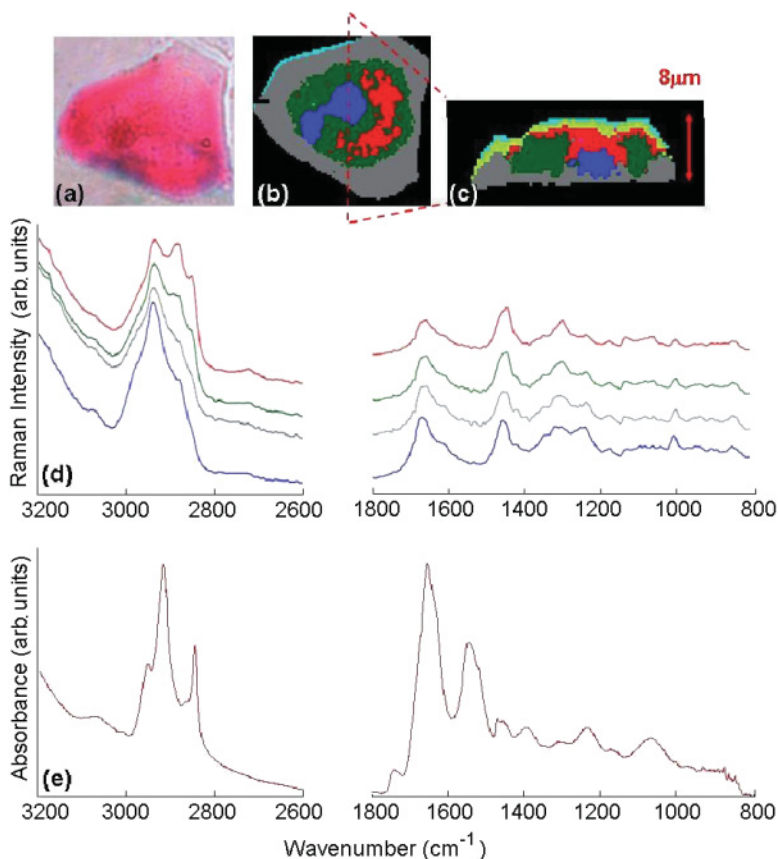 8μm
(a)
(b)
(c)
Raman Intensity (arb. units)
(d)
3200 3000 2800 2600
1800 1600 1400 1200 1000 800
Absorbance (arb. units)
(e)
3200 3000 2800 2600
1800 1600 1400 1200 1000 800
Wavenumber (cm⁻¹)